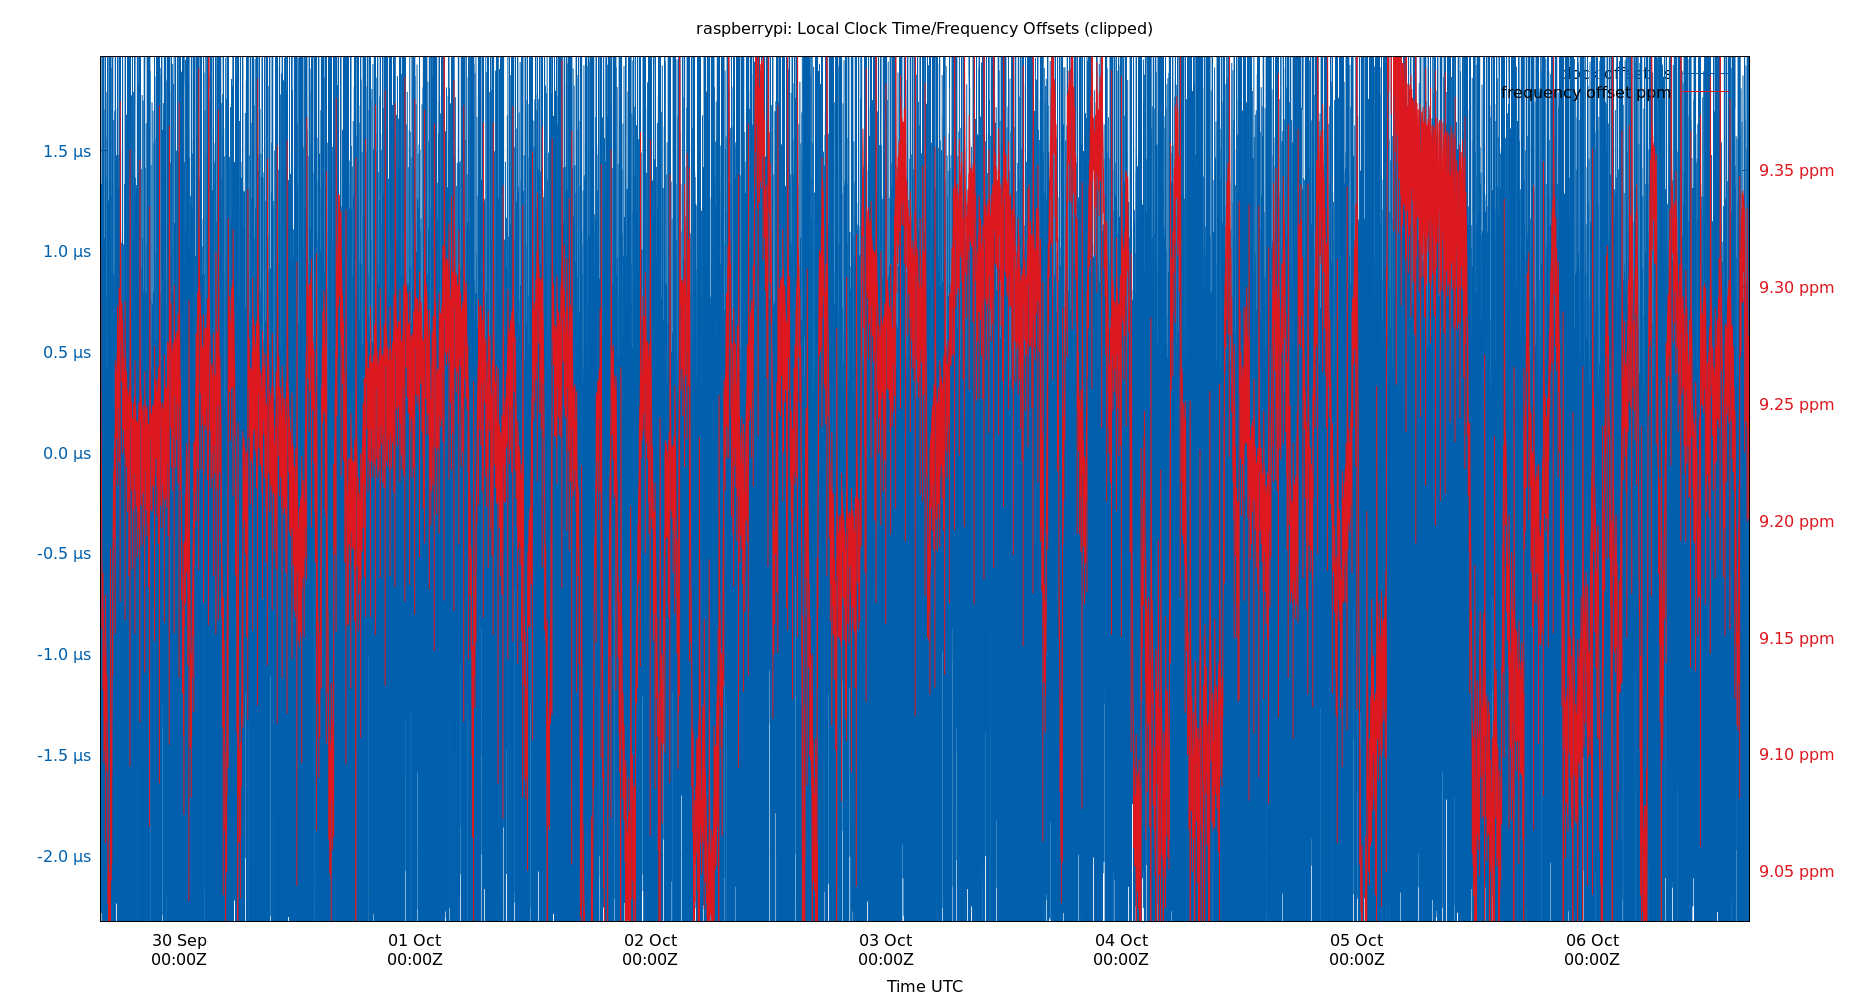 raspberrypi: Local Clock Time/Frequency Offsets (clipped)
clock offset µs
frequency offset ppm
1.5 µs
1.0 µs
0.5 µs
0.0 µs
-0.5 µs
-1.0 µs
-1.5 µs
-2.0 µs
9.35 ppm
9.30 ppm
9.25 ppm
9.20 ppm
9.15 ppm
9.10 ppm
9.05 ppm
30 Sep 01 Oct 02 Oct 03 Oct 04 Oct 05 Oct 06 Oct
00:00Z 00:00Z 00:00Z 00:00Z 00:00Z 00:00Z 00:00Z
Time UTC